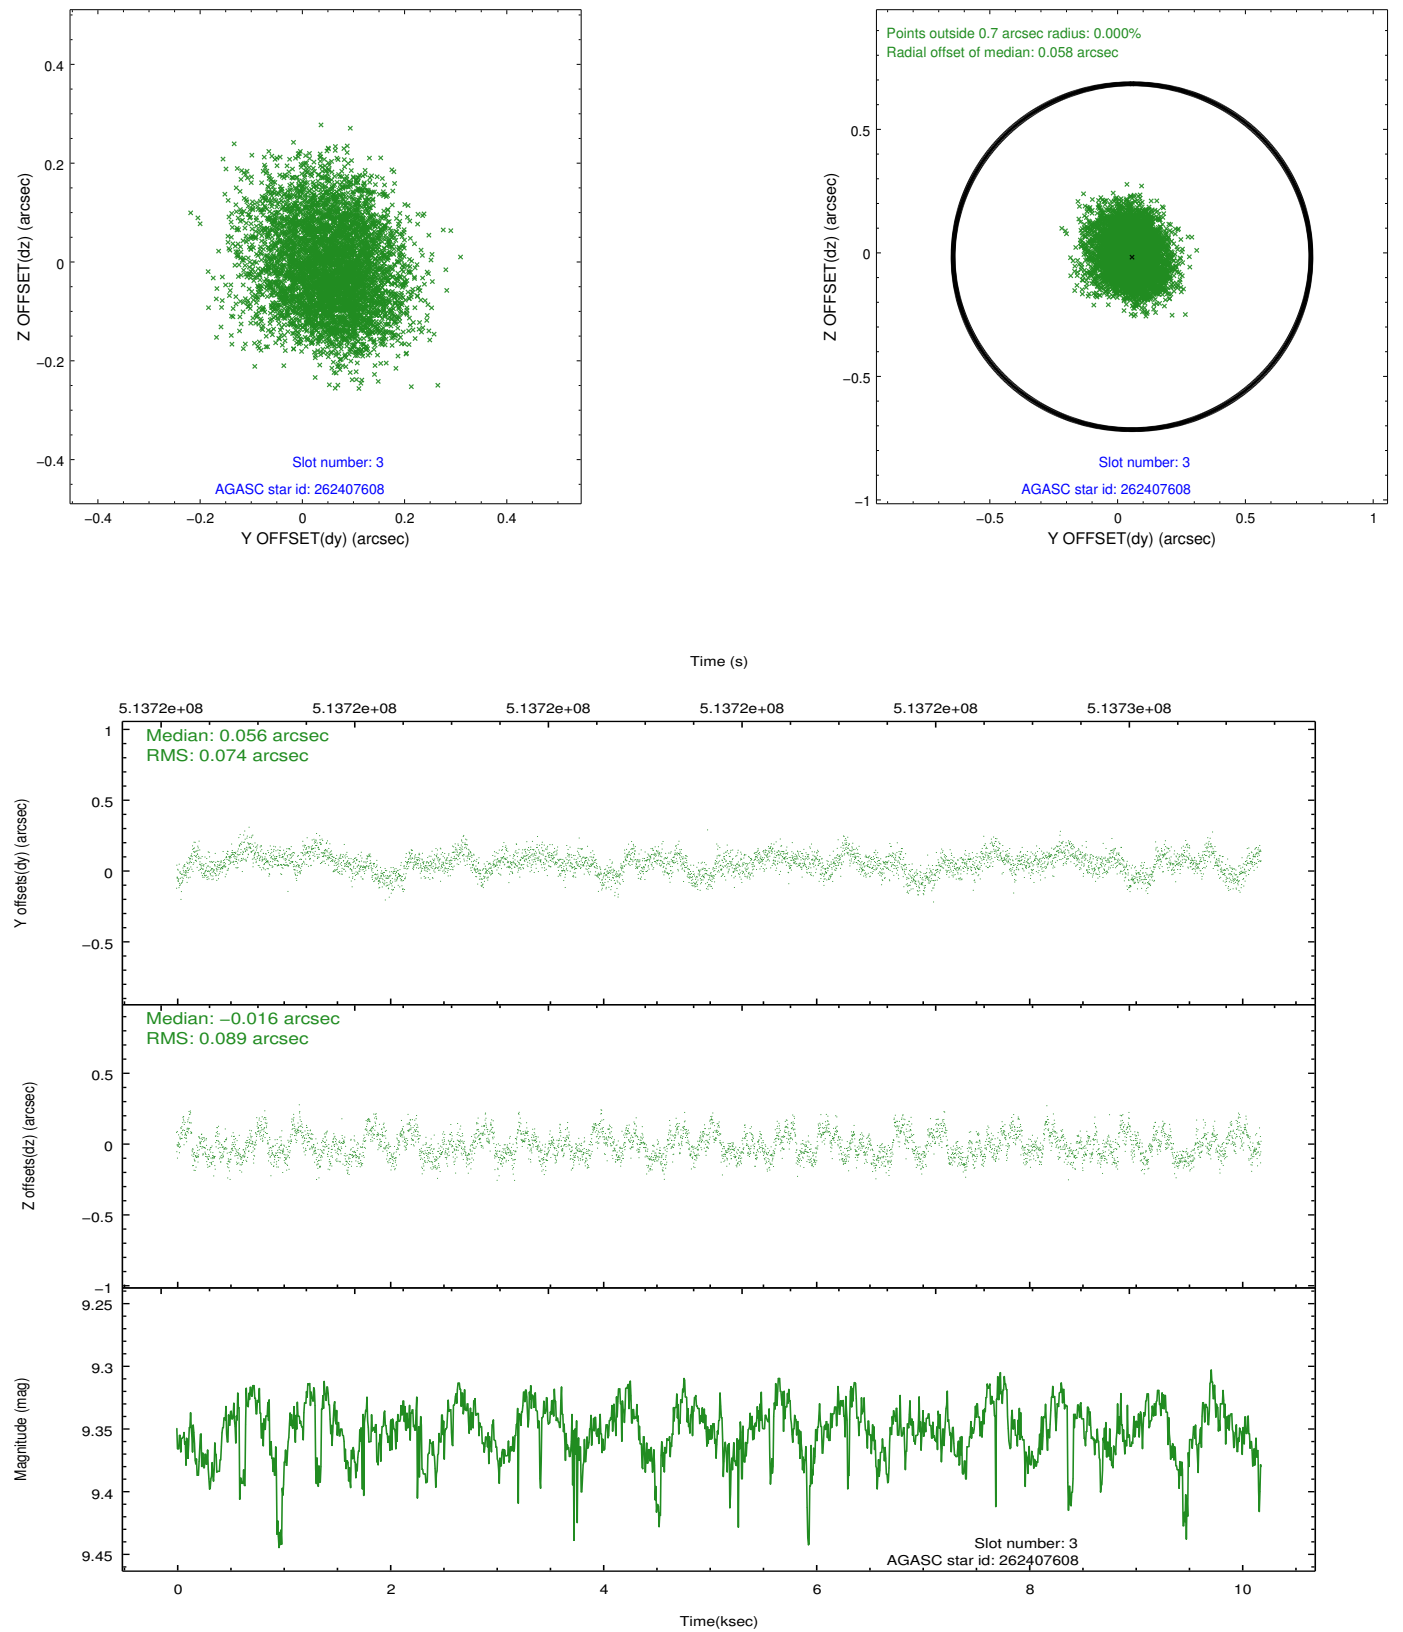 0.4
0.2
0
−0.2
−0.4
Z OFFSET(dz) (arcsec)
Slot number: 3
AGASC star id: 262407608
−0.4 −0.2 0 0.2 0.4
Y OFFSET(dy) (arcsec)
Points outside 0.7 arcsec radius: 0.000%
Radial offset of median: 0.058 arcsec
0.5
0
−0.5
−1
Z OFFSET(dz) (arcsec)
Slot number: 3
AGASC star id: 262407608
−0.5 0 0.5 1
Y OFFSET(dy) (arcsec)
Time (s)
5.1372e+08 5.1372e+08 5.1372e+08 5.1372e+08 5.1372e+08 5.1373e+08
Median: 0.056 arcsec
RMS: 0.074 arcsec
1
0.5
0
−0.5
Y offsets(dy) (arcsec)
Median: −0.016 arcsec
RMS: 0.089 arcsec
0.5
0
−0.5
−1
Z offsets(dz) (arcsec)
9.25
9.3
9.35
9.4
9.45
Magnitude (mag)
Slot number: 3
AGASC star id: 262407608
0 2 4 6 8 10
Time(ksec)